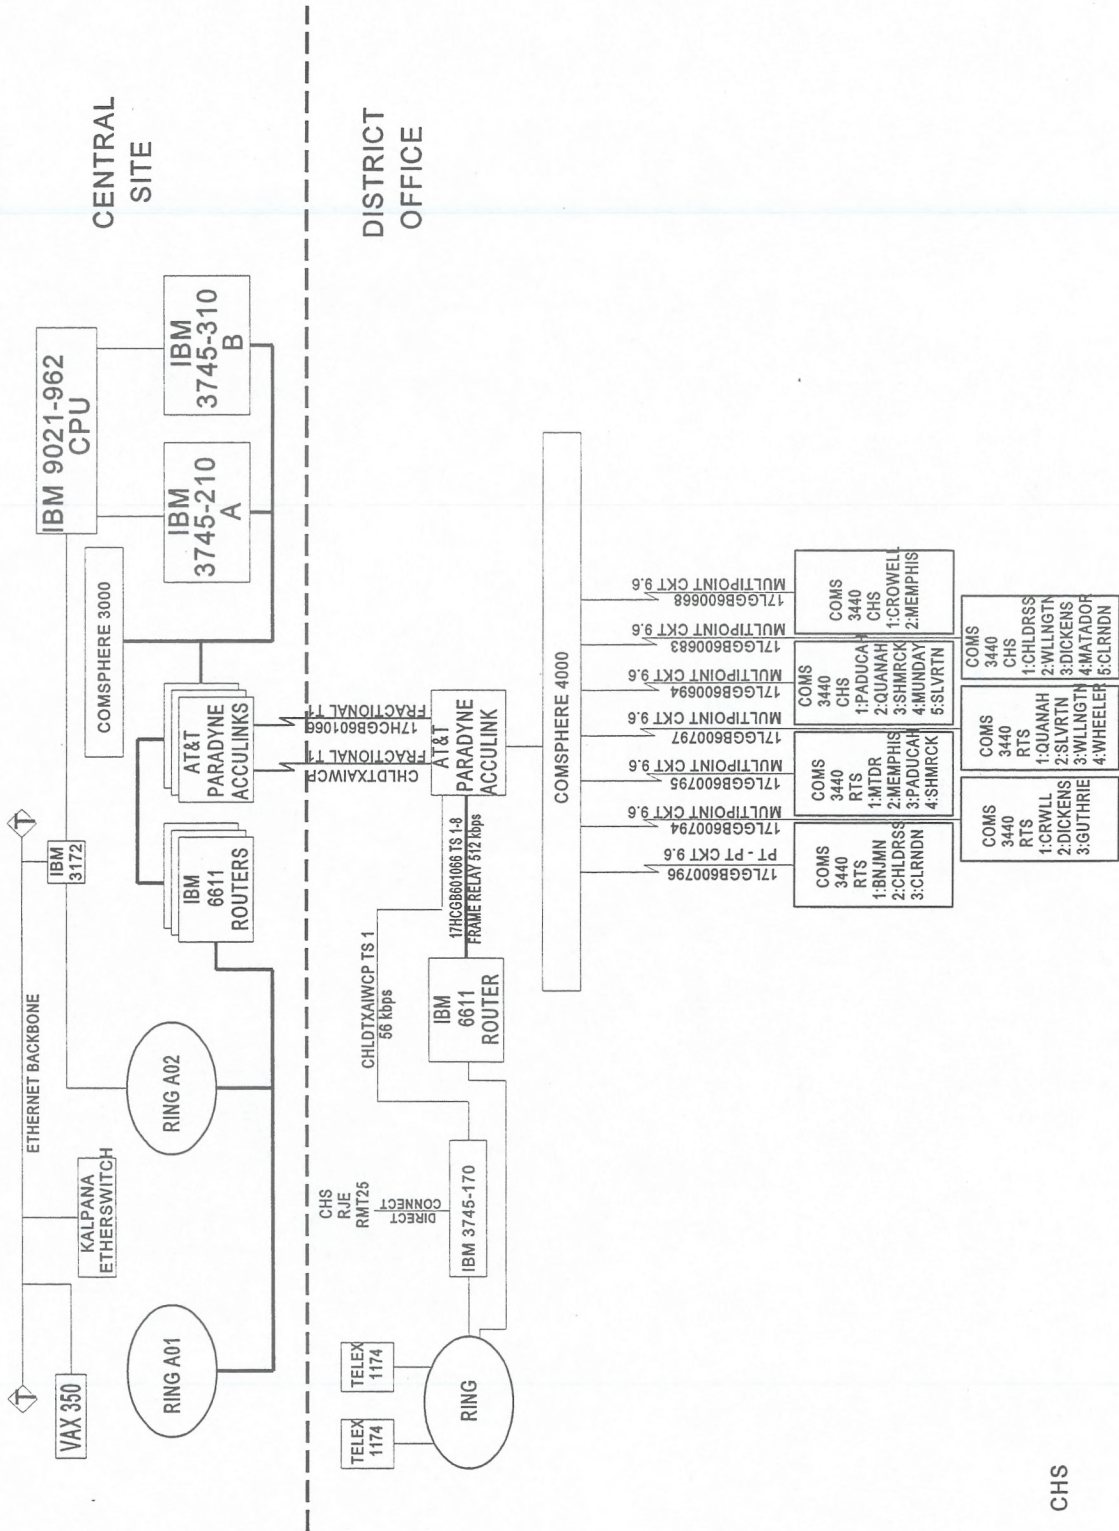 T
T
ETHERNET BACKBONE
VAX 350
KALPANA
ETHERSWITCH
IBM
3172
IBM 9021-962
CPU
COMSPHERE 3000
IBM
3745-210
A
IBM
3745-310
B
RING A01
RING A02
IBM
6611
ROUTERS
AT&T
PARADYNE
ACCULINKS
CENTRAL
SITE
DISTRICT
OFFICE
CHLDTXAIWCP
FRACTIONAL T1
17HCGB601066
FRACTIONAL T1
TELEX
1174
TELEX
1174
RING
CHS
RJE
RMT25
DIRECT
CONNECT
IBM 3745-170
CHLDTXAIWCP TS 1
56 kbps
IBM
6611
ROUTER
17HCGB601066 TS 1-8
FRAME RELAY 512 kbps
AT&T
PARADYNE
ACCULINK
COMSPHERE 4000
17LGGB600796
PT - PT CKT 9.6
17LGGB600794
MULTIPOINT CKT 9.6
17LGGB600795
MULTIPOINT CKT 9.6
17LGGB600797
MULTIPOINT CKT 9.6
17LGGB600694
MULTIPOINT CKT 9.6
17LGGB600683
MULTIPOINT CKT 9.6
17LGGB600668
MULTIPOINT CKT 9.6
COMS
3440
RTS
1:BNJMN
2:CHLDRSS
3:CLRNDN
COMS
3440
RTS
1:MTDR
2:MEMPHIS
3:PADUCAH
4:SHMRCK
COMS
3440
CHS
1:PADUCAH
2:QUANAH
3:SHMRCK
4:MUNDAY
5:SLVRTN
COMS
3440
CHS
1:CROWELL
2:MEMPHIS
COMS
3440
RTS
1:CRWLL
2:DICKENS
3:GUTHRIE
COMS
3440
RTS
1:QUANAH
2:SLVRTN
3:WLLNGTN
4:WHEELER
COMS
3440
CHS
1:CHLDRSS
2:WLLNGTN
3:DICKENS
4:MATADOR
5:CLRNDN
CHS